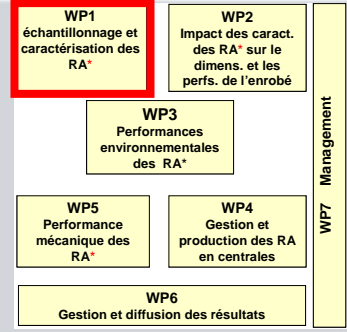 WP1
échantillonnage et
caractérisation des
RA*
WP2
Impact des caract.
des RA* sur le
dimens. et les
perfs. de l'enrobé
WP3
Performances
environnementales
des RA*
WP5
Performance
mécanique des
RA*
WP4
Gestion et
production des RA
en centrales
WP6
Gestion et diffusion des résultats
WP7 Management